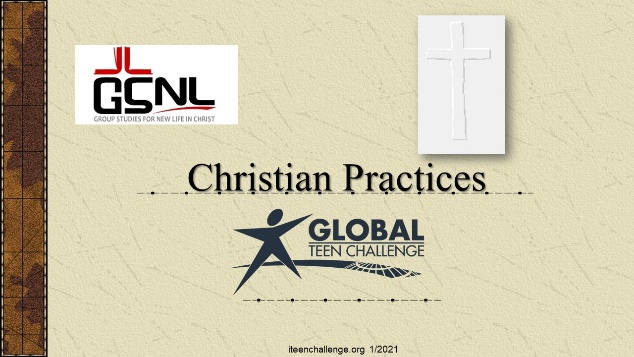 GSNL
GROUP STUDIES FOR NEW LIFE IN CHRIST
Christian Practices
GLOBAL
TEEN CHALLENGE
iteenchallenge.org 1/2021